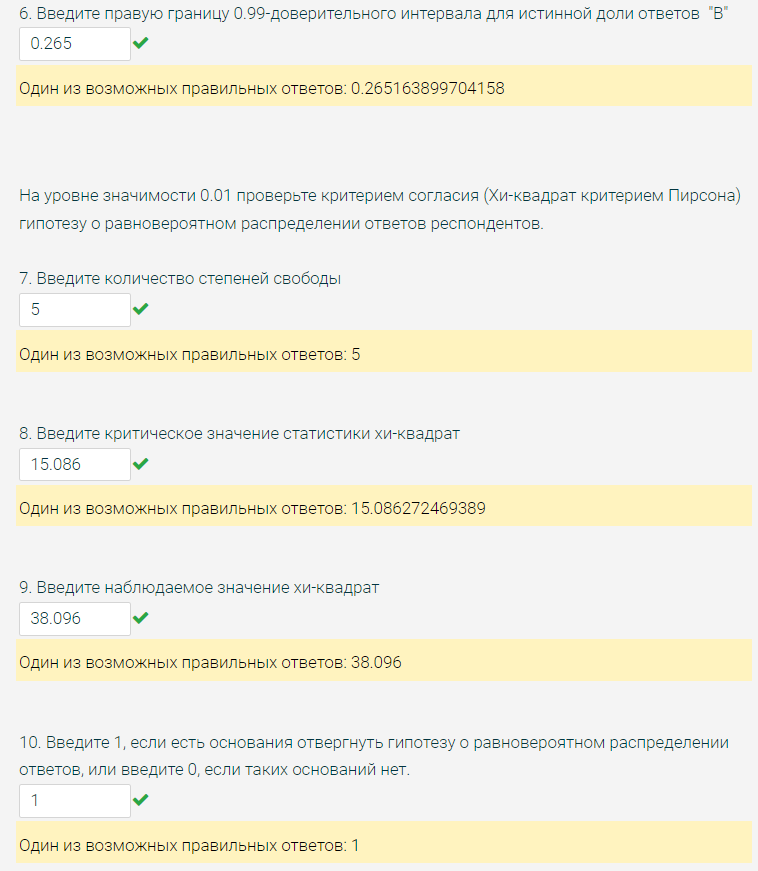 6. Введите правую границу 0.99-доверительного интервала для истинной доли ответов "B"
0.265
Один из возможных правильных ответов: 0.265163899704158
На уровне значимости 0.01 проверьте критерием согласия (Хи-квадрат критерием Пирсона)
гипотезу о равновероятном распределении ответов респондентов.
7. Введите количество степеней свободы
5
Один из возможных правильных ответов: 5
8. Введите критическое значение статистики хи-квадрат
15.086
Один из возможных правильных ответов: 15.086272469389
9. Введите наблюдаемое значение хи-квадрат
38.096
Один из возможных правильных ответов: 38.096
10. Введите 1, если есть основания отвергнуть гипотезу о равновероятном распределении
ответов, или введите 0, если таких оснований нет.
1
Один из возможных правильных ответов: 1